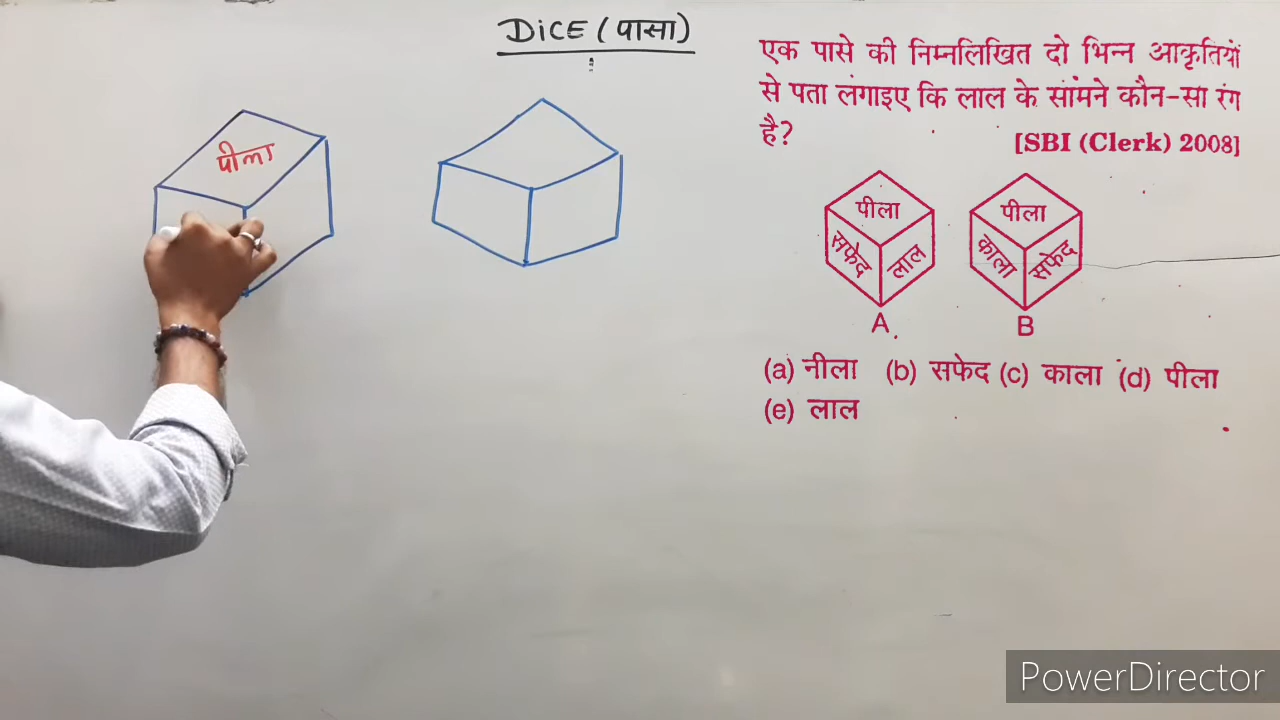 DiCE (पासा)
पीला
एक पासे की निम्नलिखित दो भिन्न आकृतियों
से पता लगाइए कि लाल के सामने कौन-सा रंग
है?
[SBI (Clerk) 2008]
पीला
सफेद
लाल
A
पीला
काला
सफेद
B
(a) नीला (b) सफेद (c) काला (d) पीला
(e) लाल
PowerDirector